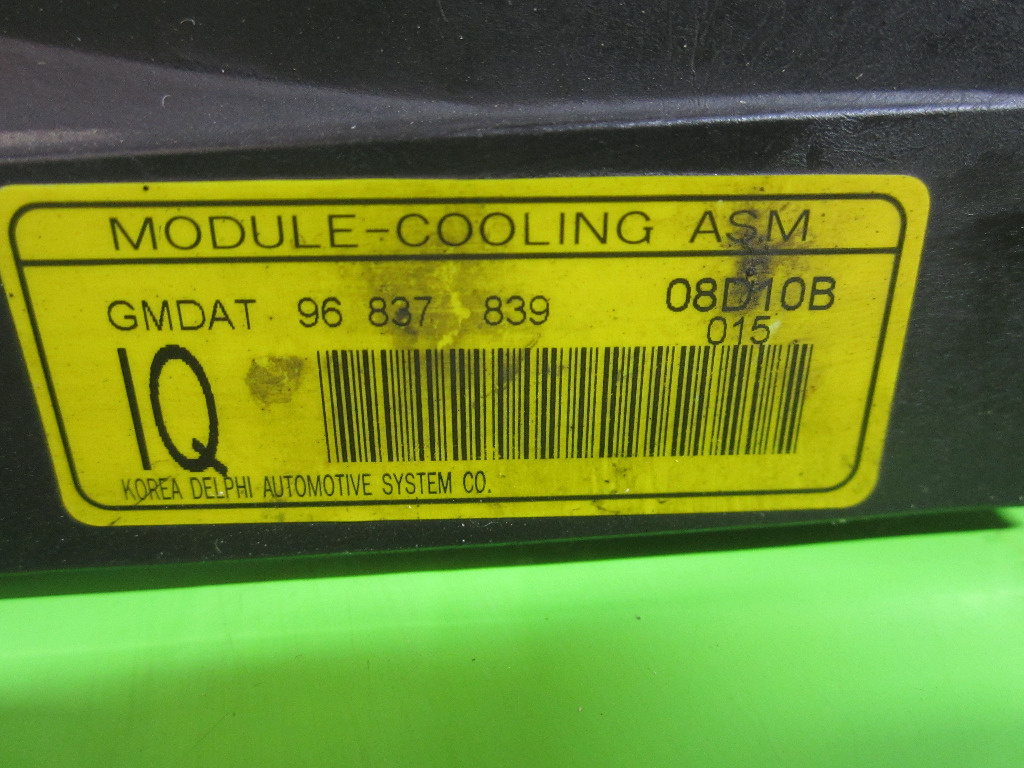 MODULE-COOLING ASM
GMDAT 96 837 839 08D10B
015
IQ
KOREA DELPHI AUTOMOTIVE SYSTEM CO.